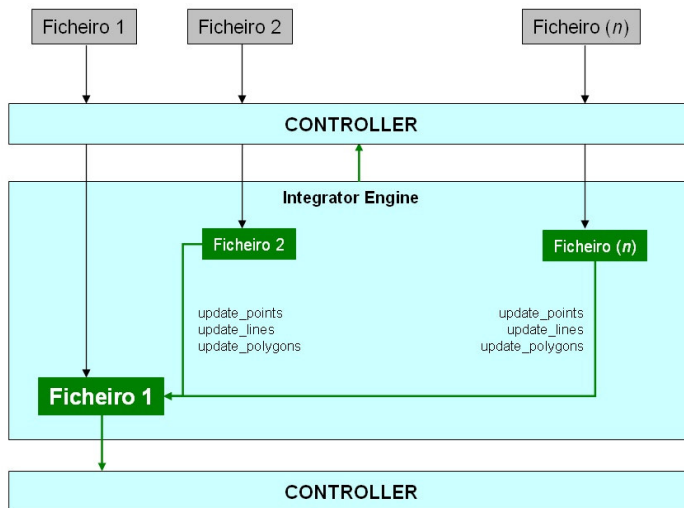 Ficheiro 1
Ficheiro 2
Ficheiro (n)
CONTROLLER
Integrator Engine
Ficheiro 2
Ficheiro (n)
update_points
update_lines
update_polygons
update_points
update_lines
update_polygons
Ficheiro 1
CONTROLLER